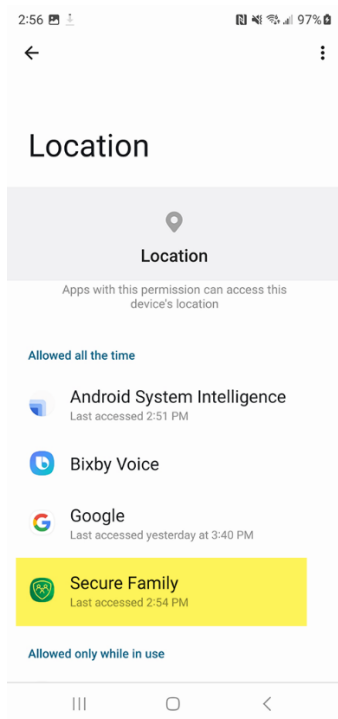 2:56 97%
Location
Location
Apps with this permission can access this
device's location
Allowed all the time
Android System Intelligence
Last accessed 2:51 PM
Bixby Voice
Google
Last accessed yesterday at 3:40 PM
Secure Family
Last accessed 2:54 PM
Allowed only while in use